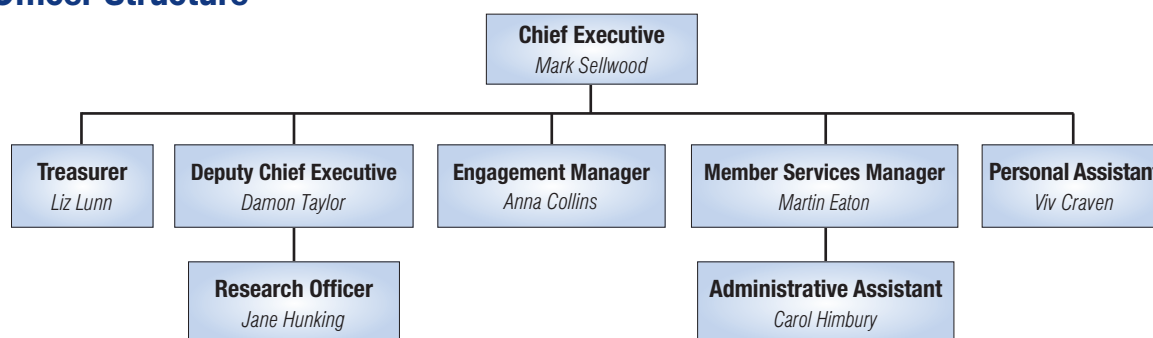 Officer Structure
Chief Executive
Mark Sellwood
Treasurer
Liz Lunn
Deputy Chief Executive
Damon Taylor
Engagement Manager
Anna Collins
Member Services Manager
Martin Eaton
Personal Assistant
Viv Craven
Research Officer
Jane Hunking
Administrative Assistant
Carol Himbury